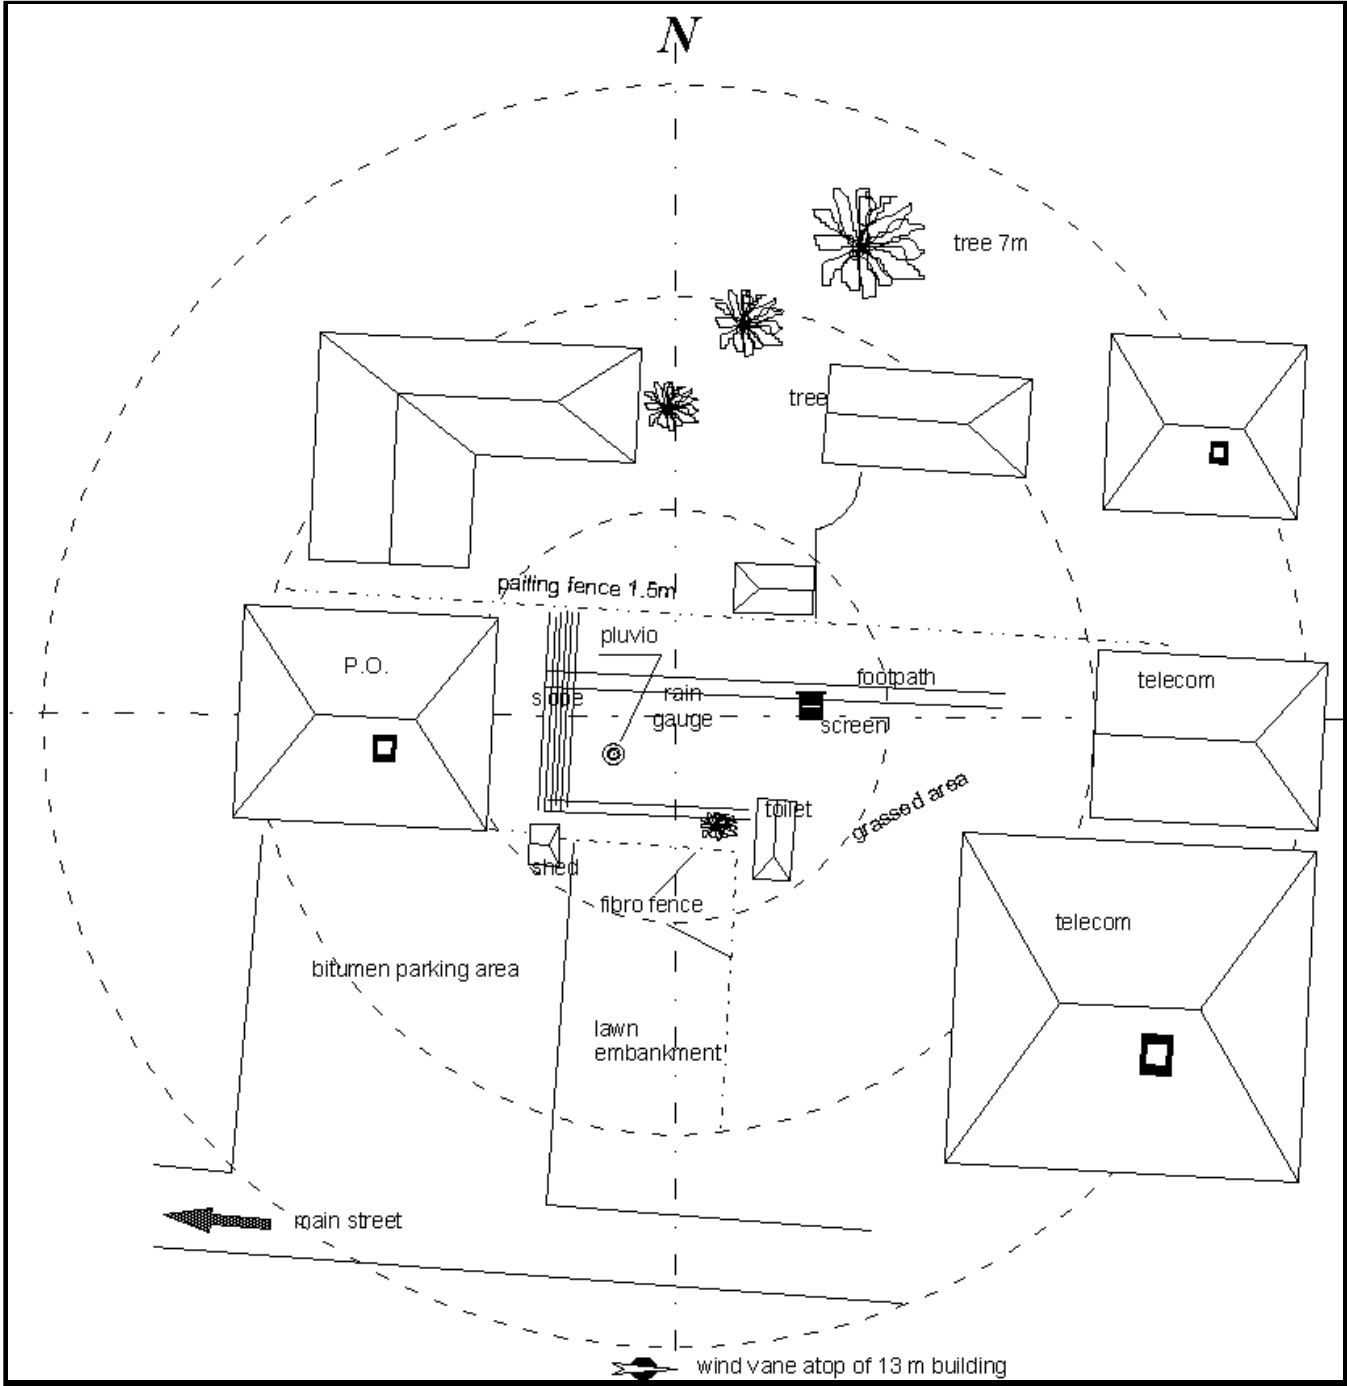 N
tree 7m
tree
pailing fence 1.5m
pluvio
P.O.
footpath
telecom
slope
rain
gauge
screen
toilet
grassed area
shed
fibro fence
telecom
bitumen parking area
lawn
embankment
main street
wind vane atop of 13 m building